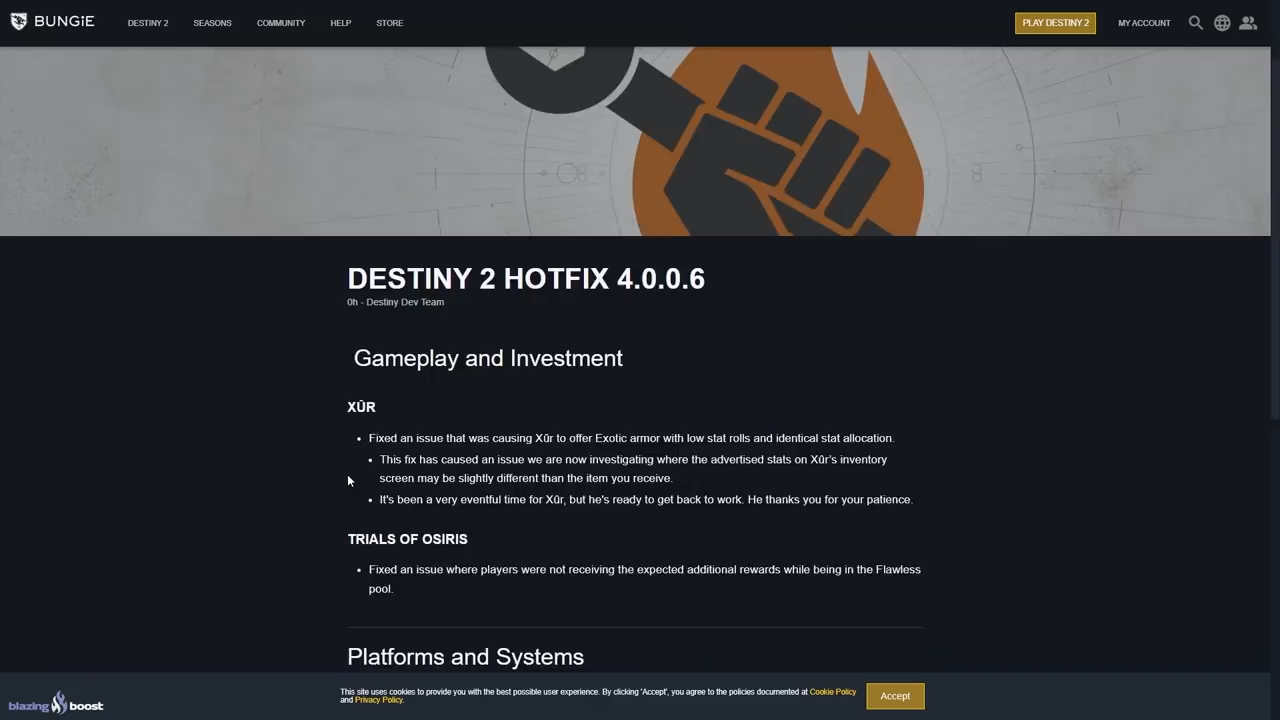 BUNGiE
DESTINY 2
SEASONS
COMMUNITY
HELP
STORE
PLAY DESTINY 2
MY ACCOUNT
DESTINY 2 HOTFIX 4.0.0.6
0h - Destiny Dev Team
Gameplay and Investment
XÛR
• Fixed an issue that was causing Xûr to offer Exotic armor with low stat rolls and identical stat allocation.
• This fix has caused an issue we are now investigating where the advertised stats on Xûr's inventory
screen may be slightly different than the item you receive.
• It's been a very eventful time for Xûr, but he's ready to get back to work. He thanks you for your patience.
TRIALS OF OSIRIS
• Fixed an issue where players were not receiving the expected additional rewards while being in the Flawless
pool.
Platforms and Systems
This site uses cookies to provide you with the best possible user experience. By clicking 'Accept', you agree to the policies documented at Cookie Policy
and Privacy Policy.
Accept
blazing boost